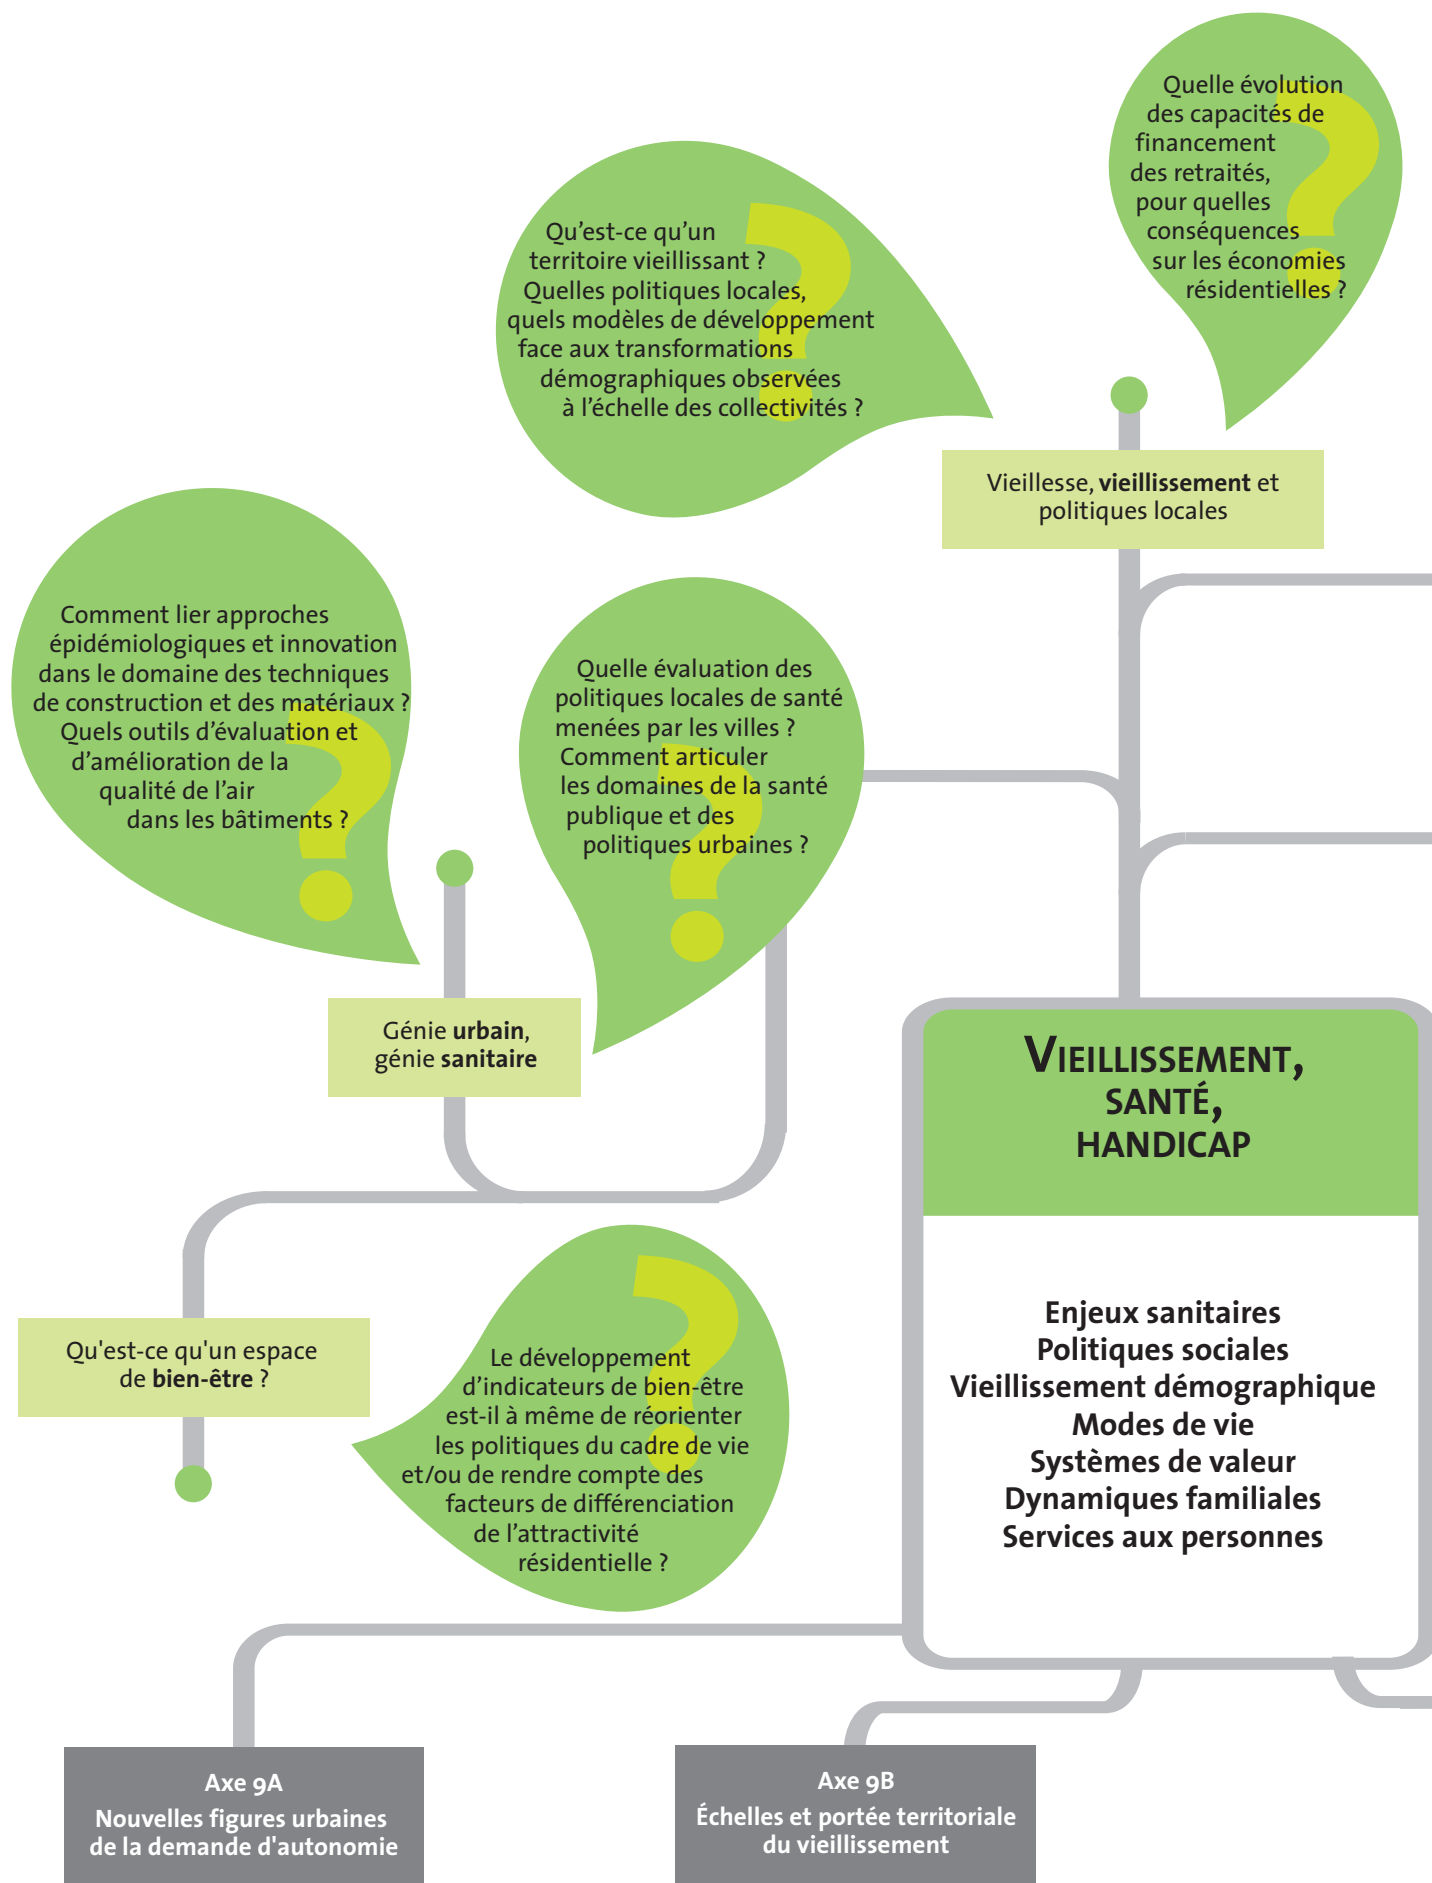 Quelle évolution
des capacités de
financement
des retraités,
pour quelles
conséquences
sur les économies
résidentielles ?
Qu’est-ce qu’un
territoire vieillissant ?
Quelles politiques locales,
quels modèles de développement
face aux transformations
démographiques observées
à l’échelle des collectivités ?
Vieillesse, vieillissement et
politiques locales
Comment lier approches
épidémiologiques et innovation
dans le domaine des techniques
de construction et des matériaux ?
Quels outils d’évaluation et
d’amélioration de la
qualité de l’air
dans les bâtiments ?
Quelle évaluation des
politiques locales de santé
menées par les villes ?
Comment articuler
les domaines de la santé
publique et des
politiques urbaines ?
Génie urbain,
génie sanitaire
VIEILLISSEMENT,
SANTÉ,
HANDICAP
Enjeux sanitaires
Politiques sociales
Vieillissement démographique
Modes de vie
Systèmes de valeur
Dynamiques familiales
Services aux personnes
Qu'est-ce qu'un espace
de bien-être ?
Le développement
d’indicateurs de bien-être
est-il à même de réorienter
les politiques du cadre de vie
et/ou de rendre compte des
facteurs de différenciation
de l’attractivité
résidentielle ?
Axe 9A
Nouvelles figures urbaines
de la demande d'autonomie
Axe 9B
Échelles et portée territoriale
du vieillissement